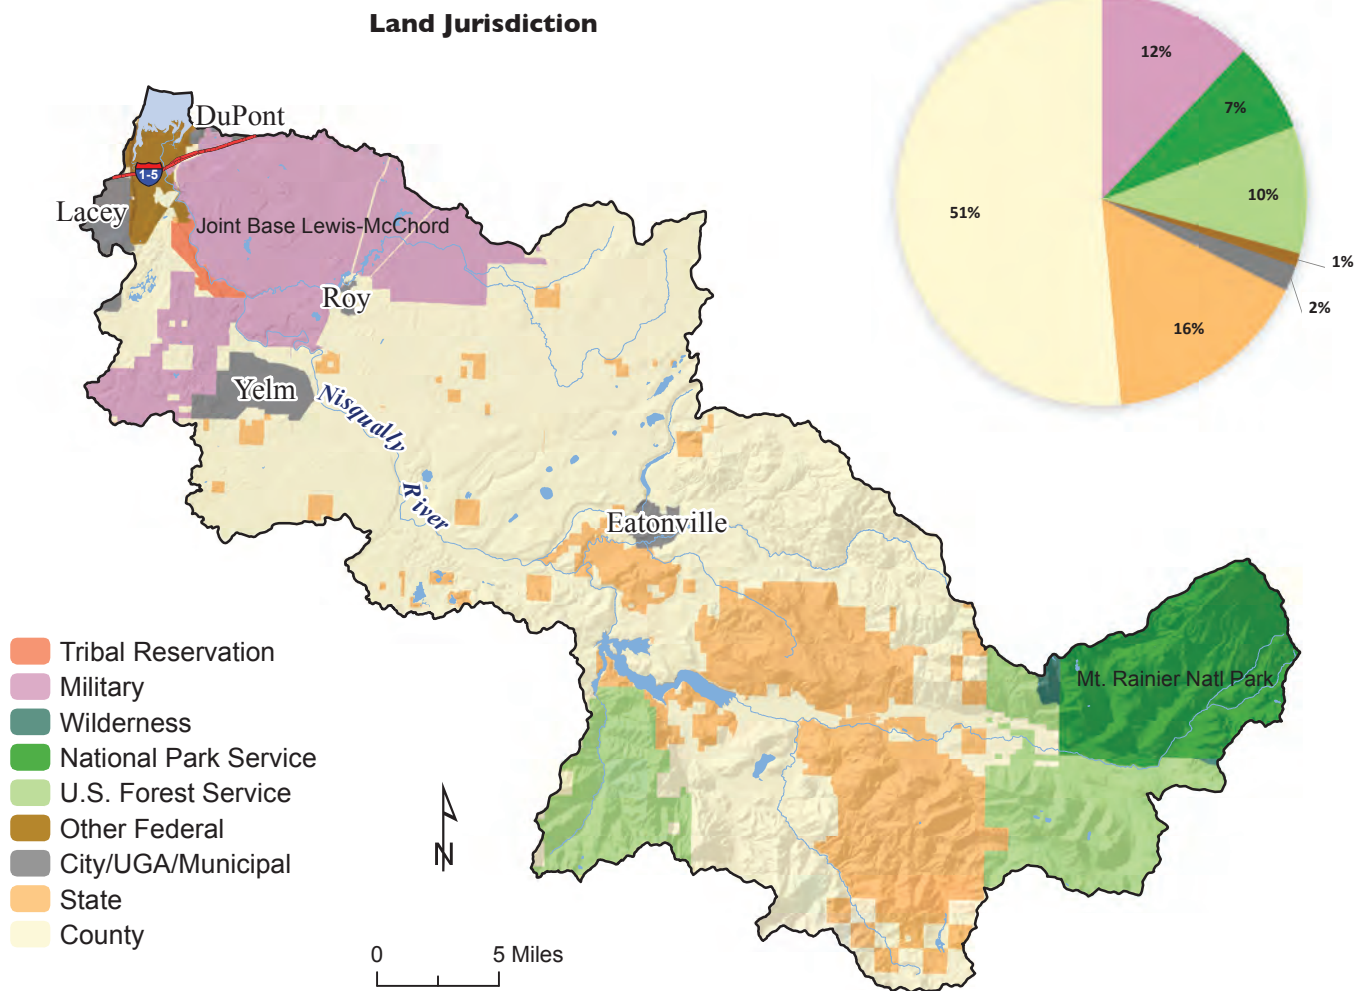 Land Jurisdiction
12%
7%
10%
1%
2%
16%
51%
DuPont
1-5
Lacey
Joint Base Lewis-McChord
Roy
Yelm
Nisqually
River
Eatonville
Mt. Rainier Natl Park
Tribal Reservation
Military
Wilderness
National Park Service
U.S. Forest Service
Other Federal
City/UGA/Municipal
State
County
N
0 5 Miles